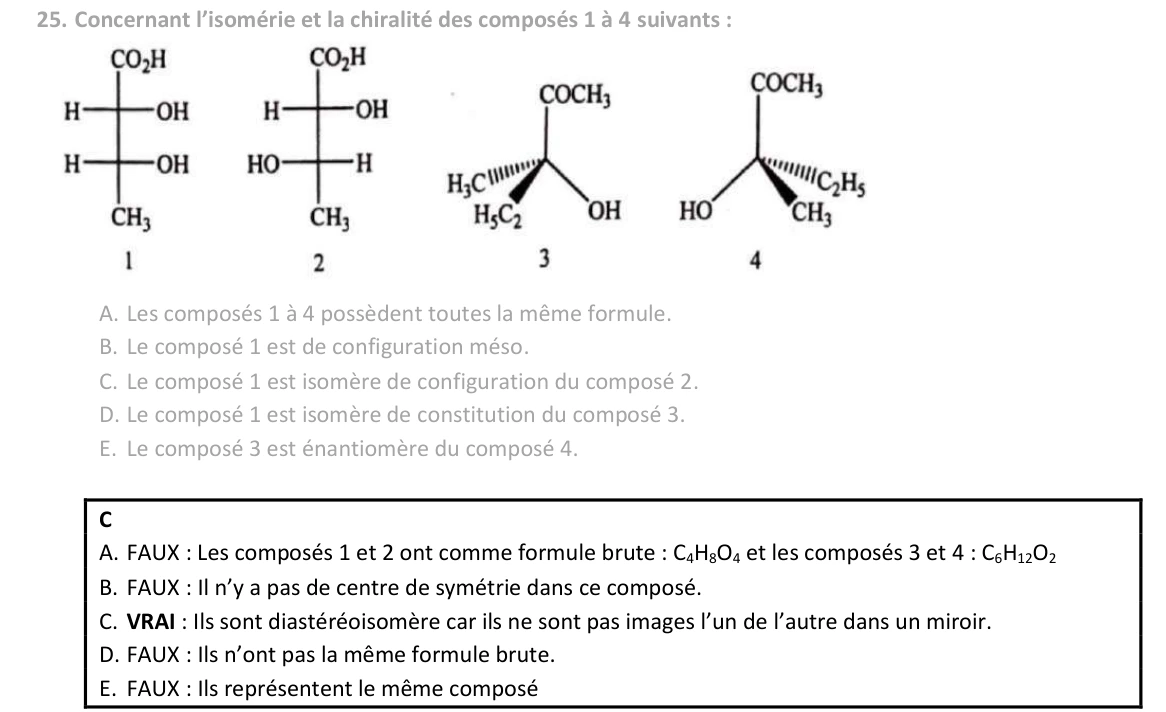 25. Concernant l'isomérie et la chiralité des composés 1 à 4 suivants :
CO₂H CO₂H COCH₃ COCH₃
H OH H OH
H OH HO H H₃C C₂H₅
CH₃ CH₃ H₅C₂ OH HO CH₃
1 2 3 4
A. Les composés 1 à 4 possèdent toutes la même formule.
B. Le composé 1 est de configuration méso.
C. Le composé 1 est isomère de configuration du composé 2.
D. Le composé 1 est isomère de constitution du composé 3.
E. Le composé 3 est énantiomère du composé 4.
C
A. FAUX : Les composés 1 et 2 ont comme formule brute : C₄H₈O₄ et les composés 3 et 4 : C₆H₁₂O₂
B. FAUX : Il n'y a pas de centre de symétrie dans ce composé.
C. VRAI : Ils sont diastéréoisomère car ils ne sont pas images l'un de l'autre dans un miroir.
D. FAUX : Ils n'ont pas la même formule brute.
E. FAUX : Ils représentent le même composé